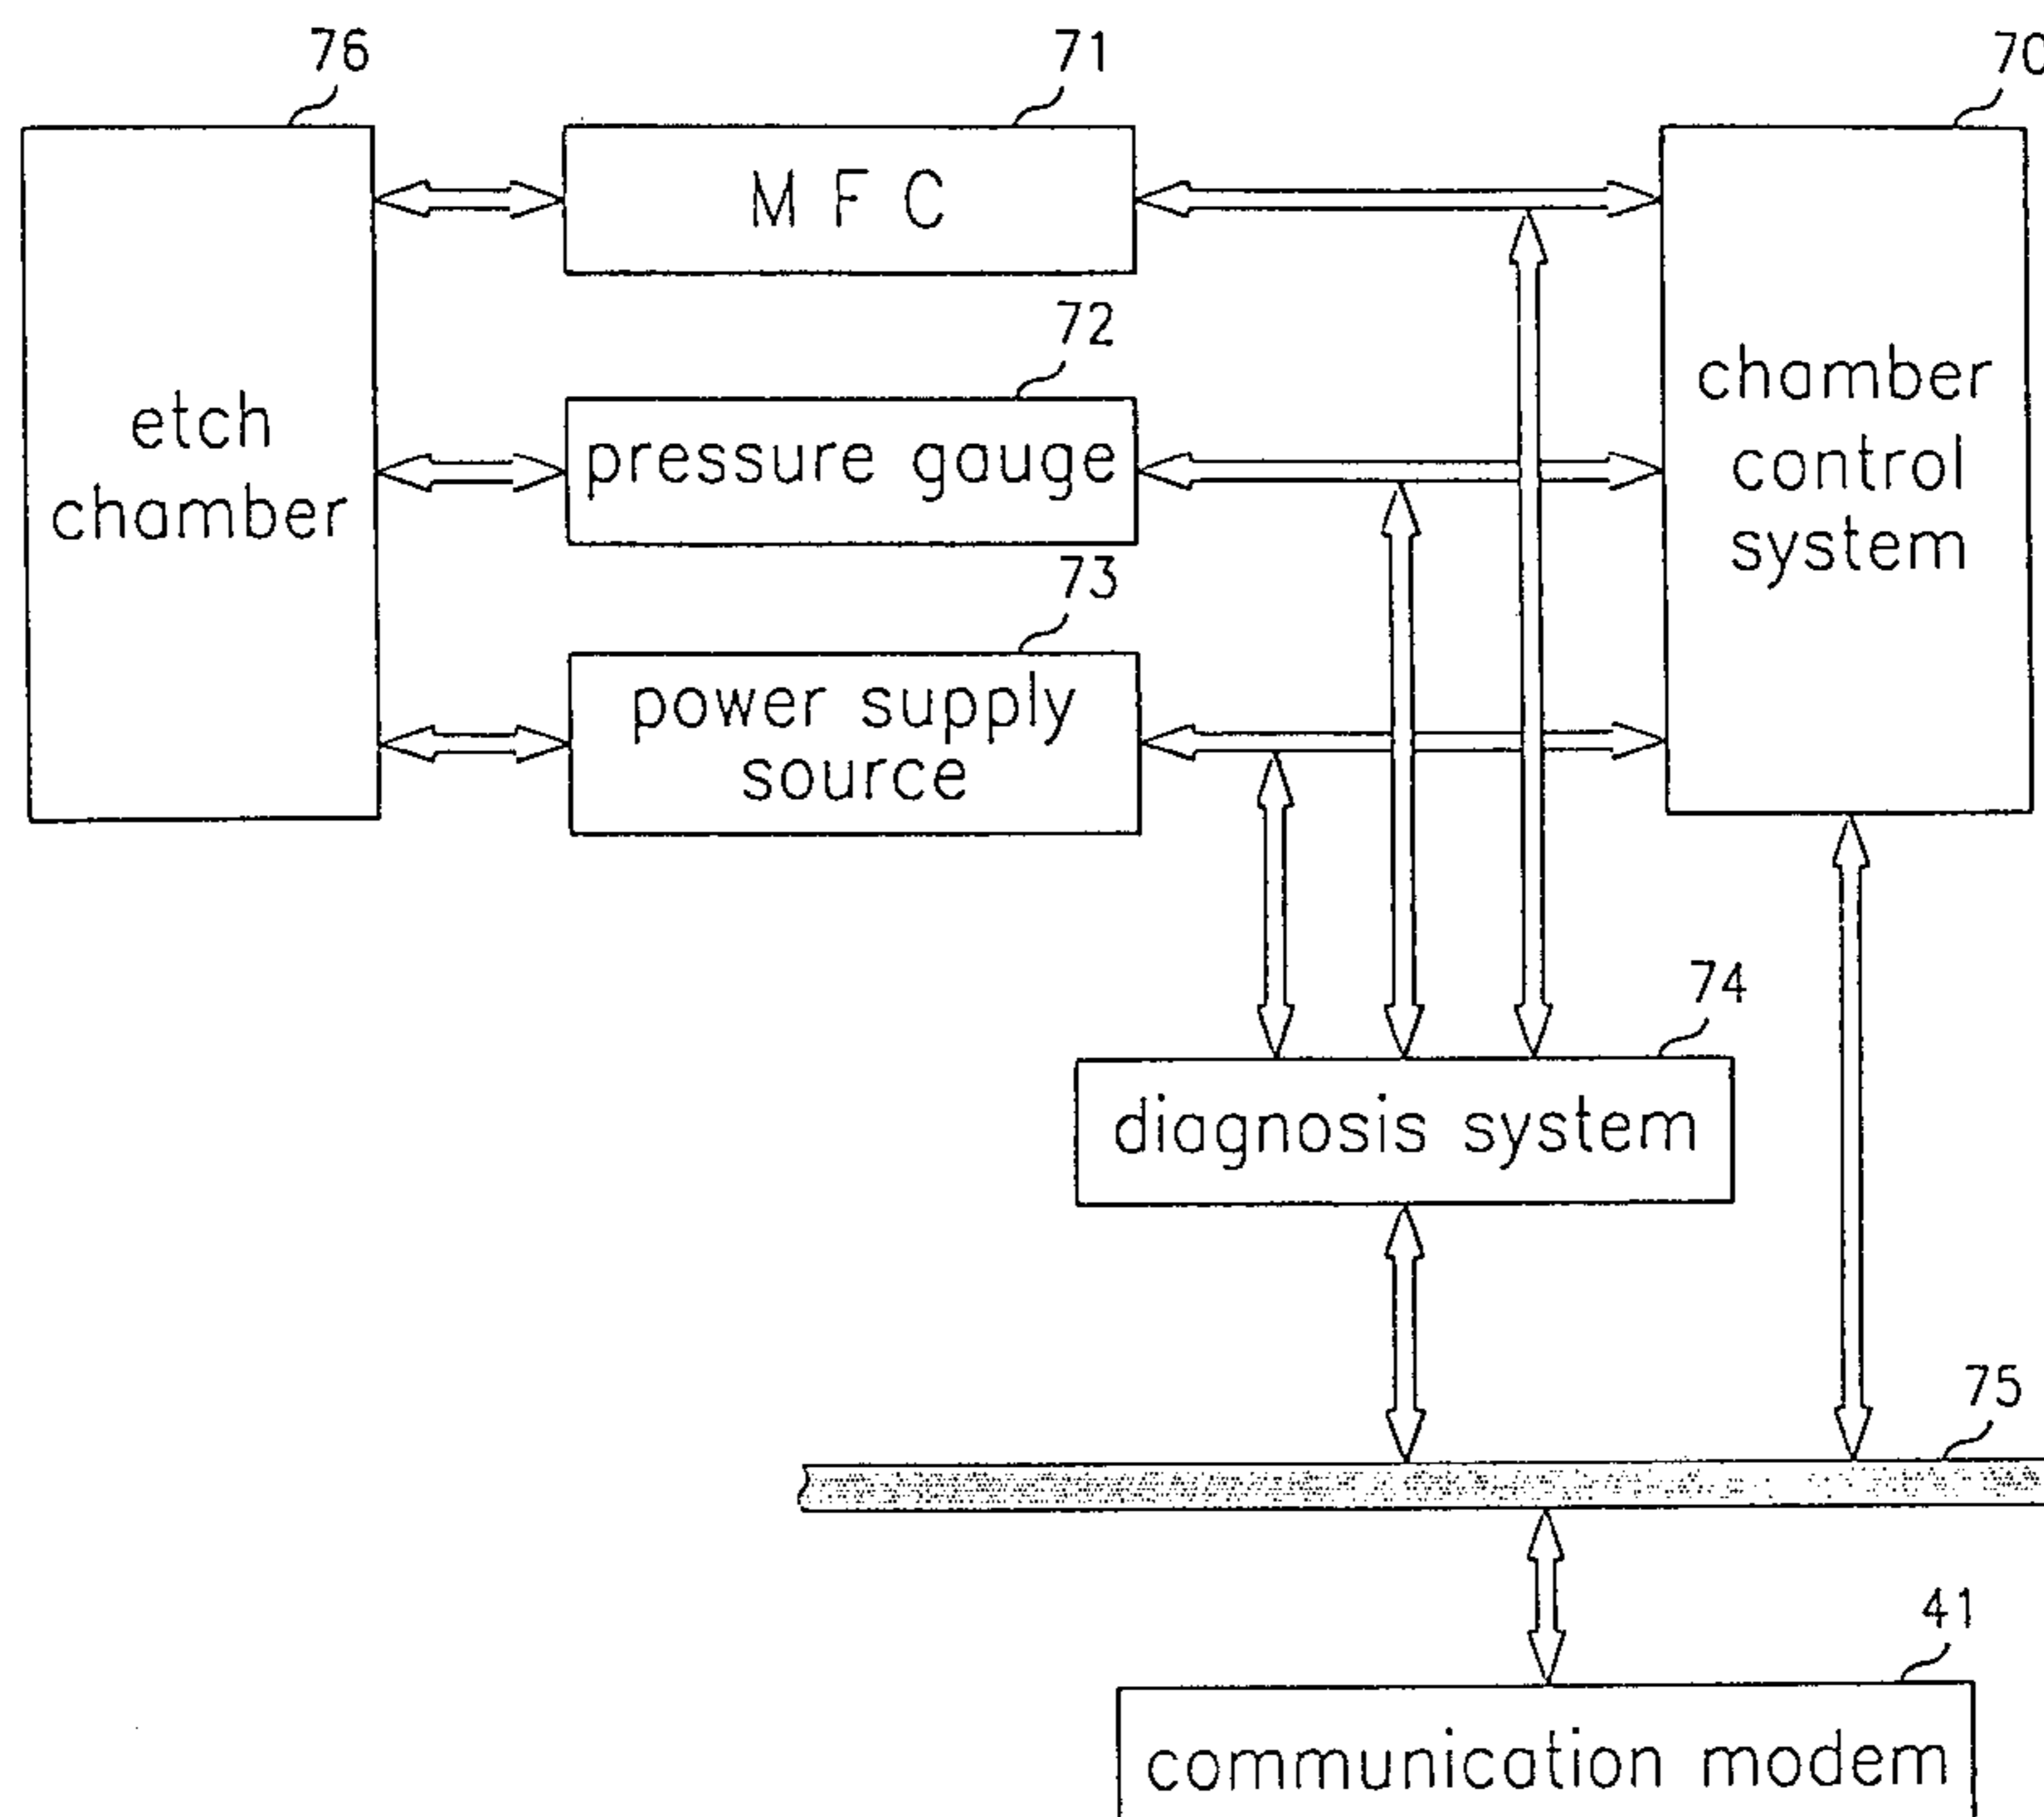 76
71
70
etch
chamber
M F C
72
pressure gauge
73
power supply
source
chamber
control
system
74
diagnosis system
75
41
communication modem